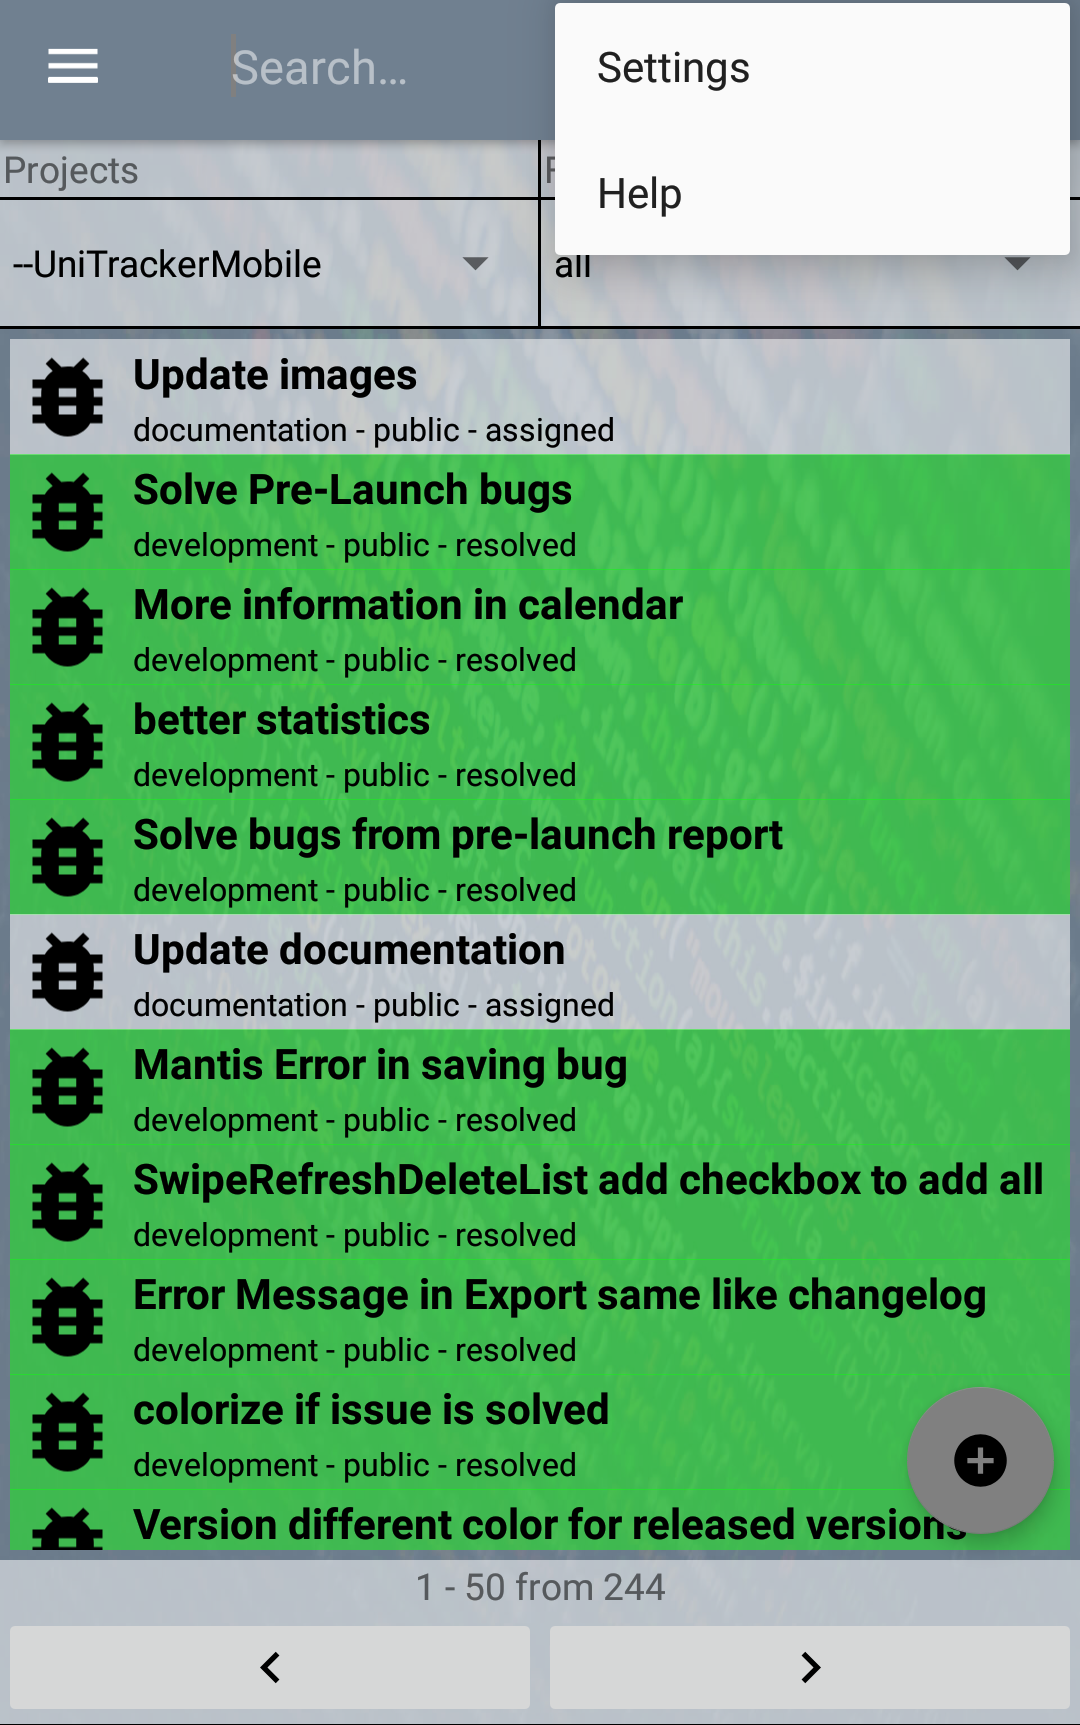 Search...
Settings
Help
Projects
--UniTrackerMobile
all
Update images
documentation - public - assigned
Solve Pre-Launch bugs
development - public - resolved
More information in calendar
development - public - resolved
better statistics
development - public - resolved
Solve bugs from pre-launch report
development - public - resolved
Update documentation
documentation - public - assigned
Mantis Error in saving bug
development - public - resolved
SwipeRefreshDeleteList add checkbox to add all
development - public - resolved
Error Message in Export same like changelog
development - public - resolved
colorize if issue is solved
development - public - resolved
Version different color for released versions
1 - 50 from 244